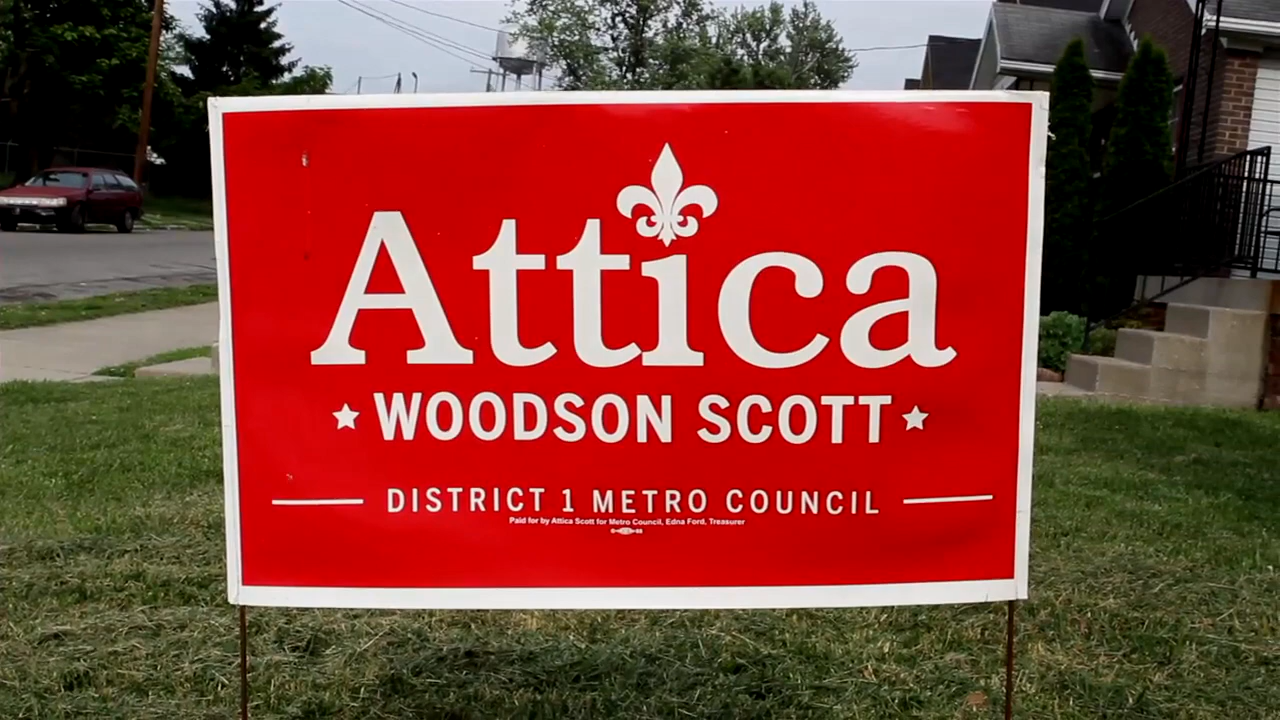 Attica
WOODSON SCOTT
DISTRICT 1 METRO COUNCIL
Paid for by Attica Scott for Metro Council, Edna Ford, Treasurer